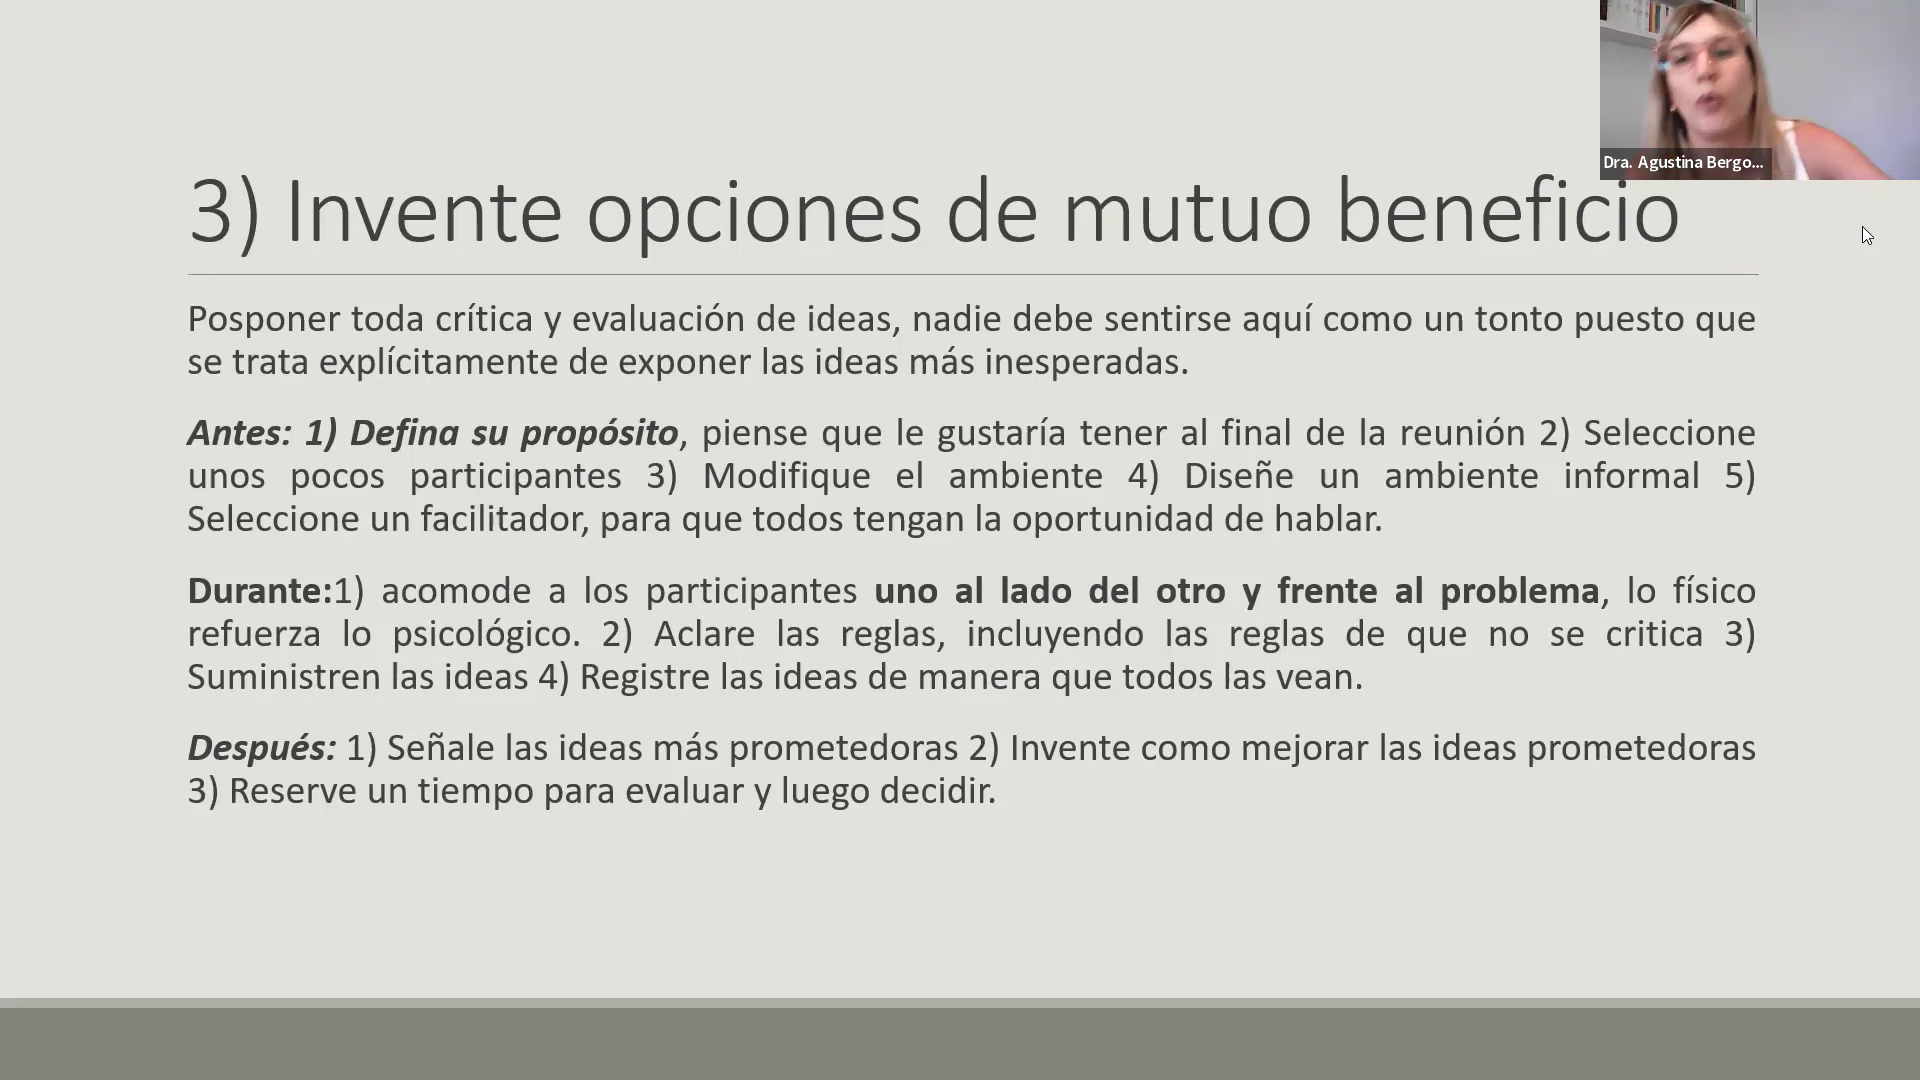 Dra. Agustina Bergo...
3) Invente opciones de mutuo beneficio
Posponer toda crítica y evaluación de ideas, nadie debe sentirse aquí como un tonto puesto que
se trata explícitamente de exponer las ideas más inesperadas.
Antes: 1) Defina su propósito, piense que le gustaría tener al final de la reunión 2) Seleccione
unos pocos participantes 3) Modifique el ambiente 4) Diseñe un ambiente informal 5)
Seleccione un facilitador, para que todos tengan la oportunidad de hablar.
Durante:1) acomode a los participantes uno al lado del otro y frente al problema, lo físico
refuerza lo psicológico. 2) Aclare las reglas, incluyendo las reglas de que no se critica 3)
Suministren las ideas 4) Registre las ideas de manera que todos las vean.
Después: 1) Señale las ideas más prometedoras 2) Invente como mejorar las ideas prometedoras
3) Reserve un tiempo para evaluar y luego decidir.